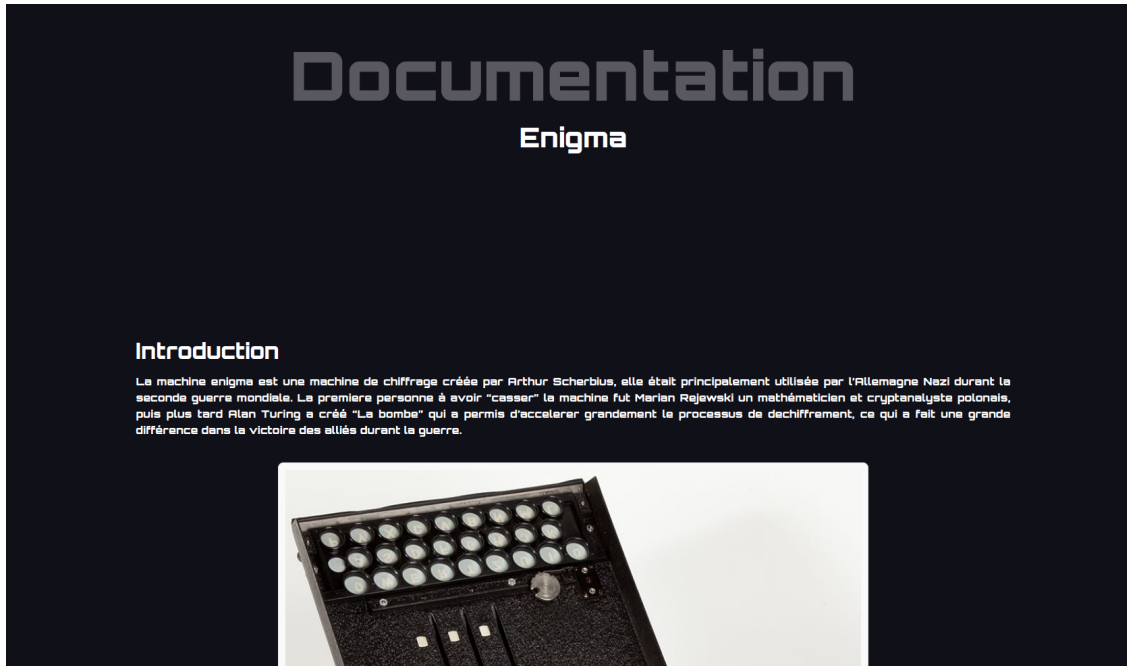 Documentation
Enigma
Introduction
La machine enigma est une machine de chiffrage créée par Arthur Scherbius, elle était principalement utilisée par l'Allemagne Nazi durant la
seconde guerre mondiale. La premiere personne à avoir “casser” la machine fut Marian Rejewski un mathématicien et cryptanalyste polonais,
puis plus tard Alan Turing a créé “La bombe” qui a permis d'accelerer grandement le processus de dechiffrement, ce qui a fait une grande
différence dans la victoire des alliés durant la guerre.